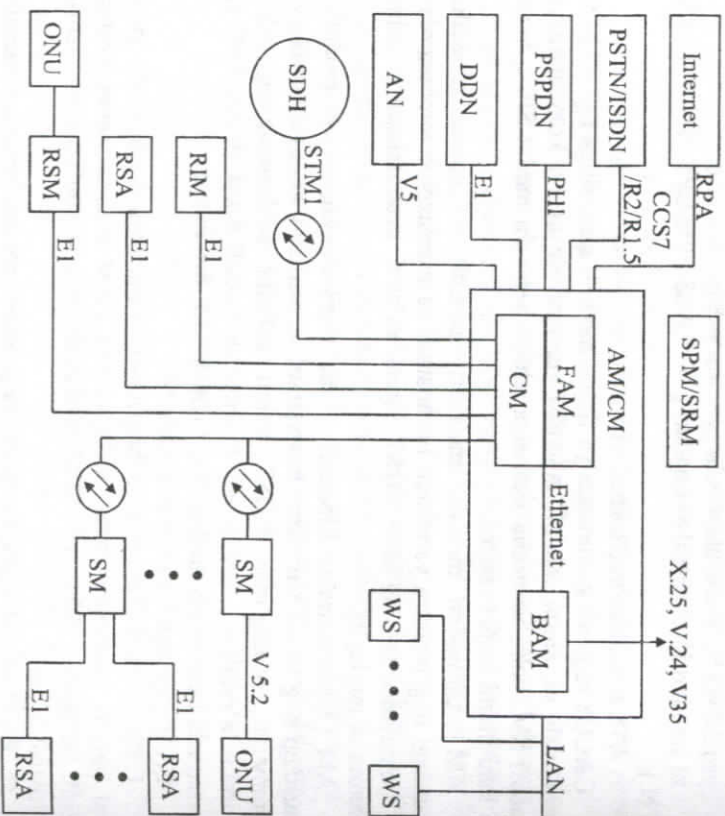 Internet
RPA
SPM/SRM
X.25, V.24, V35
CCS7
PSTN/ISDN
/R2/R1.5
AM/CM
PSPDN
PHI
FAM
Ethernet
BAM
LAN
CM
DDN
E1
AN
V5
WS
WS
SDH
STM1
RIM
E1
SM
V 5.2
ONU
RSA
E1
E1
RSA
SM
ONU
RSM
E1
E1
RSA